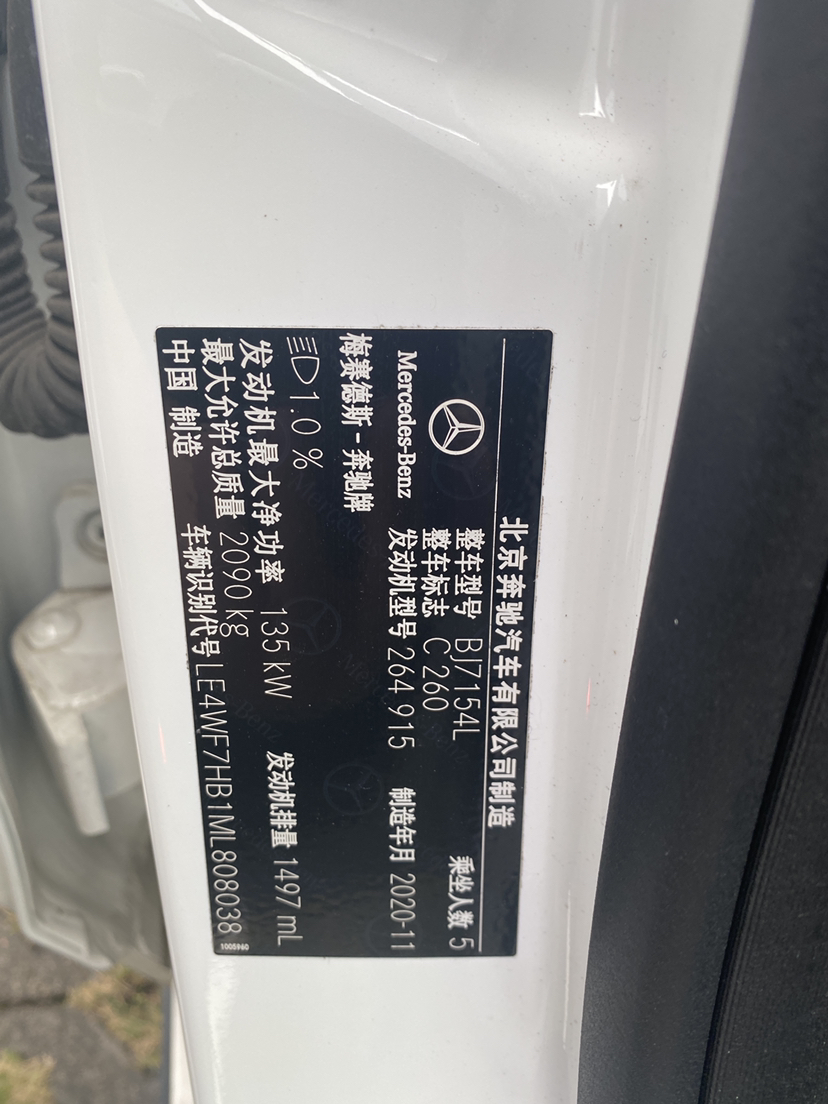 北京奔驰汽车有限公司制造
Mercedes-Benz
整车型号 BJ7154L 乘坐人数 5
整车标志 C 260
梅赛德斯-奔驰牌 发动机型号 264 915 制造年月 2020-11
1.0 %
发动机最大净功率 135 kW 发动机排量 1497 mL
最大允许总质量 2090 kg
中国 制造 车辆识别代号 LE4WF7HB1ML808038
1005960